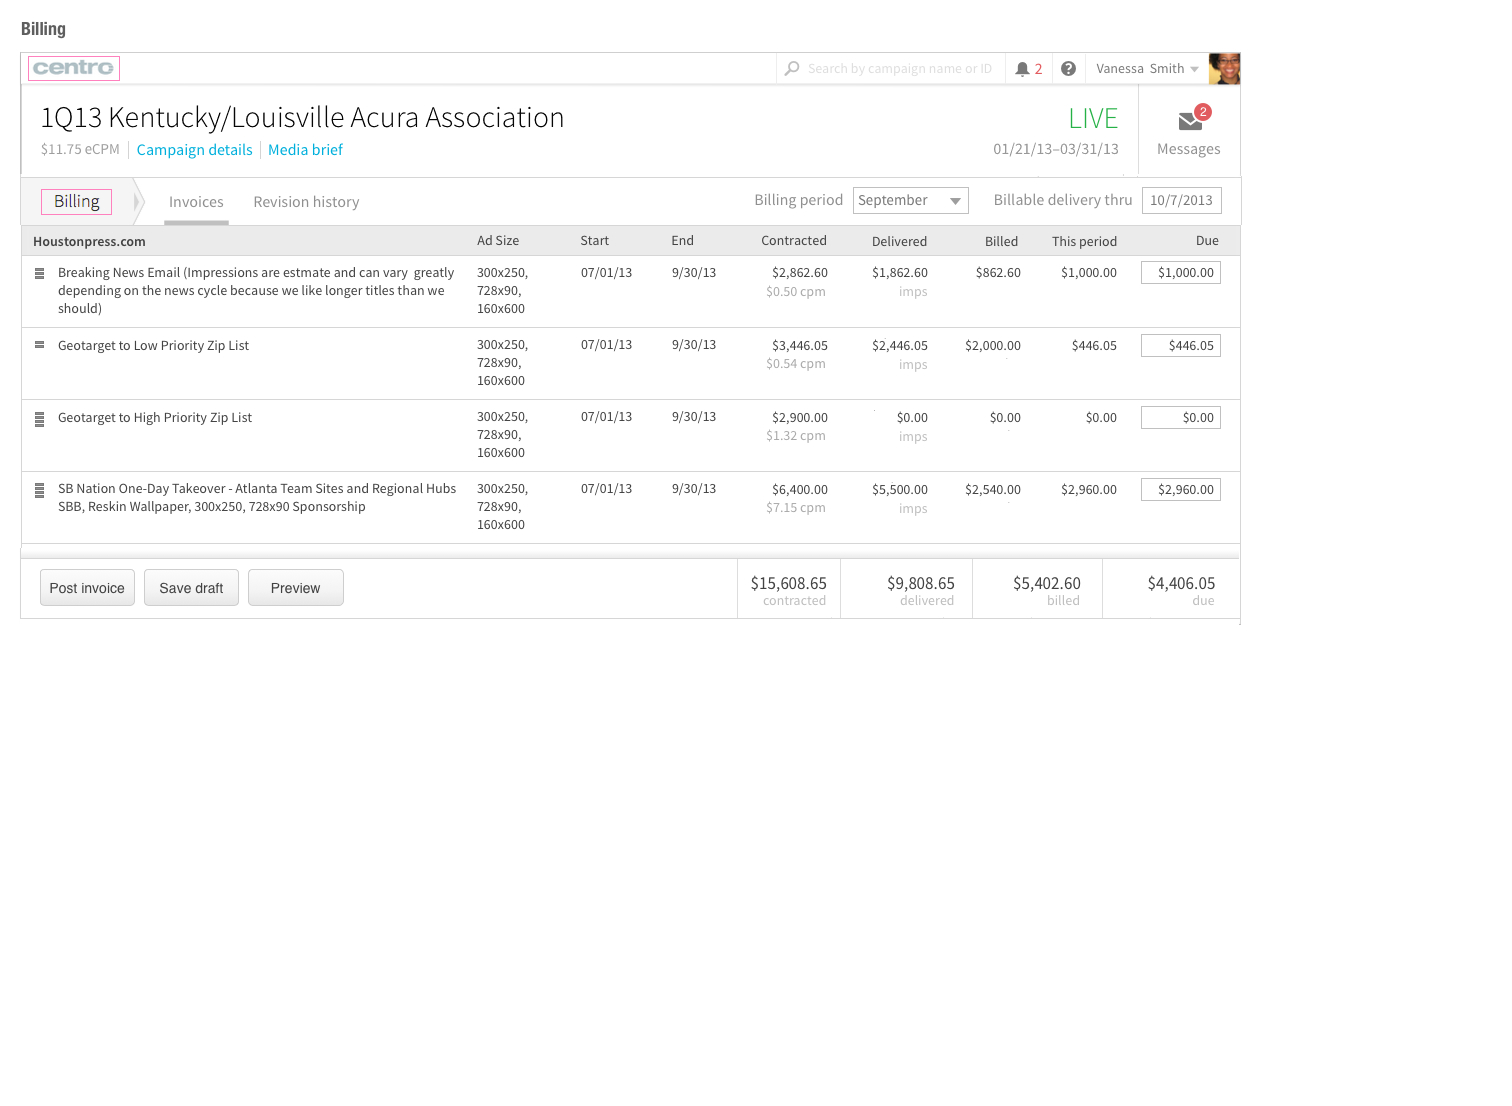 Billing
centro
Search by campaign name or ID
2
Vanessa Smith
1Q13 Kentucky/Louisville Acura Association
LIVE
2
$11.75 eCPM Campaign details Media brief
01/21/13–03/31/13
Messages
Billing
Invoices
Revision history
Billing period September
Billable delivery thru 10/7/2013
Houstonpress.com Ad Size Start End Contracted Delivered Billed This period Due
Breaking News Email (Impressions are estmate and can vary greatly 300x250, 07/01/13 9/30/13 $2,862.60 $1,862.60 $862.60 $1,000.00 $1,000.00
depending on the news cycle because we like longer titles than we 728x90, $0.50 cpm imps
should) 160x600
Geotarget to Low Priority Zip List 300x250, 07/01/13 9/30/13 $3,446.05 $2,446.05 $2,000.00 $446.05 $446.05
728x90, $0.54 cpm imps
160x600
Geotarget to High Priority Zip List 300x250, 07/01/13 9/30/13 $2,900.00 $0.00 $0.00 $0.00 $0.00
728x90, $1.32 cpm imps
160x600
SB Nation One-Day Takeover - Atlanta Team Sites and Regional Hubs 300x250, 07/01/13 9/30/13 $6,400.00 $5,500.00 $2,540.00 $2,960.00 $2,960.00
SBB, Reskin Wallpaper, 300x250, 728x90 Sponsorship 728x90, $7.15 cpm imps
160x600
Post invoice Save draft Preview $15,608.65 $9,808.65 $5,402.60 $4,406.05
contracted delivered billed due